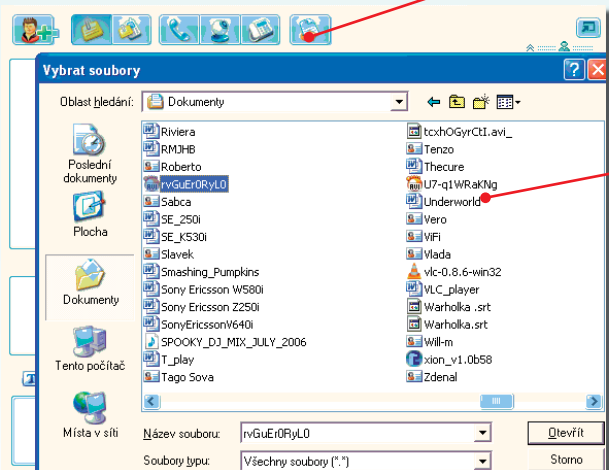 Vybrat soubory
Oblast hledání: Dokumenty
Poslední dokumenty
Plocha
Dokumenty
Tento počítač
Místa v síti
Riviera
RMJHB
Roberto
rvGuEr0RyL0
Sabca
SE_250i
SE_K530i
Slavek
Smashing_Pumpkins
Sony Ericsson W580i
Sony Ericsson Z250i
SonyEricssonV640i
SPOOKY_DJ_MIX_JULY_2006
T_play
Tago Sova
tcxhOGyrCtI.avi_
Tenzo
Thecure
U7-q1WRaKNg
Underworld
Vero
ViFi
Vlada
vlc-0.8.6-win32
VLC_player
Warholka .srt
Warholka.srt
Will-m
xion_v1.0b58
Zdenal
Název souboru: rvGuEr0RyL0 Otevřít
Soubory typu: Všechny soubory (*.*) Storno